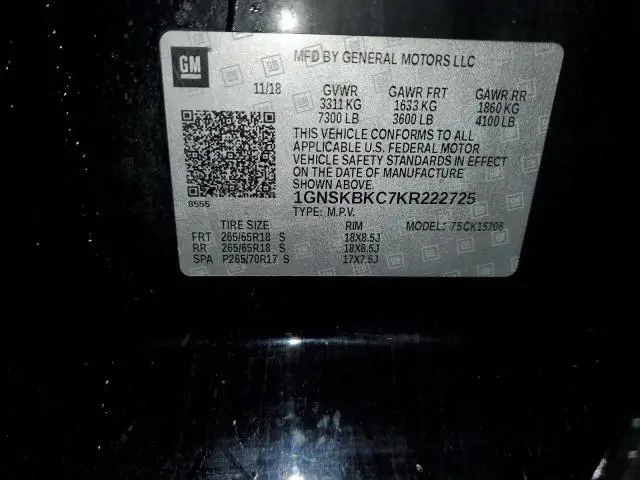 GM
MFD BY GENERAL MOTORS LLC
11/18 GVWR GAWR FRT GAWR RR
3311 KG 1633 KG 1860 KG
7300 LB 3600 LB 4100 LB
THIS VEHICLE CONFORMS TO ALL
APPLICABLE U.S. FEDERAL MOTOR
VEHICLE SAFETY STANDARDS IN EFFECT
ON THE DATE OF MANUFACTURE
SHOWN ABOVE.
8555
1GNSKBKC7KR222725
TYPE: M.P.V.
TIRE SIZE RIM MODEL: 75 CK15706
FRT 265/65R18 S 18X8.5J
RR 265/65R18 S 18X8.5J
SPA P265/70R17 S 17X7.5J